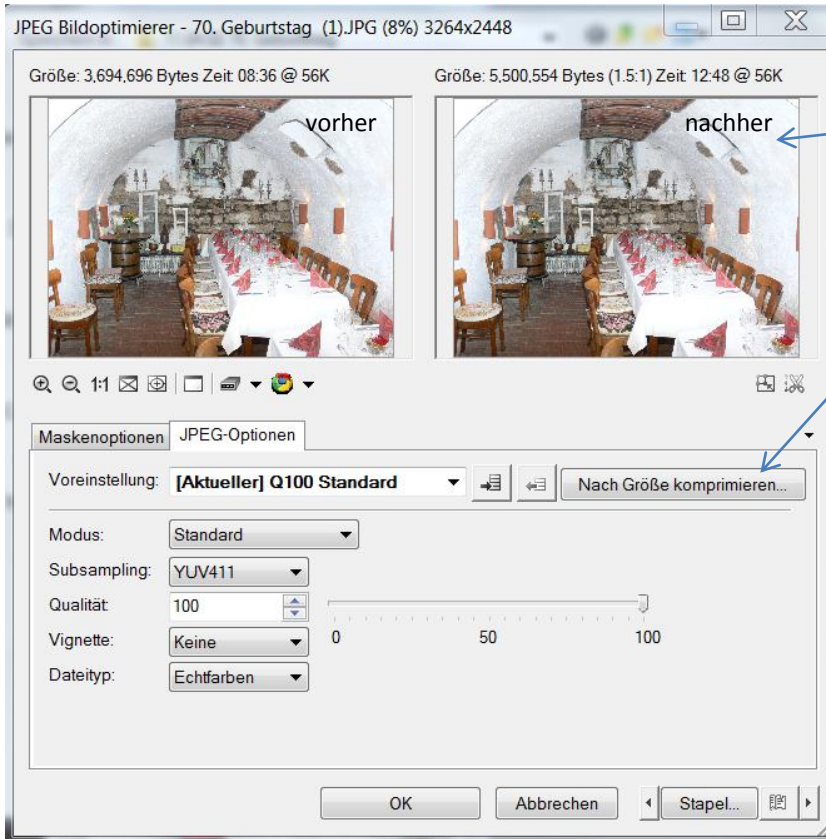 JPEG Bildoptimierer - 70. Geburtstag (1).JPG (8%) 3264x2448
Größe: 3,694,696 Bytes Zeit: 08:36 @ 56K
Größe: 5,500,554 Bytes (1.5:1) Zeit: 12:48 @ 56K
vorher
nachher
1:1
Maskenoptionen
JPEG-Optionen
Voreinstellung:
[Aktueller] Q100 Standard
Nach Größe komprimieren...
Modus:
Standard
Subsampling:
YUV411
Qualität:
100
Vignette:
Keine
0
50
100
Dateityp:
Echtfarben
OK
Abbrechen
Stapel...